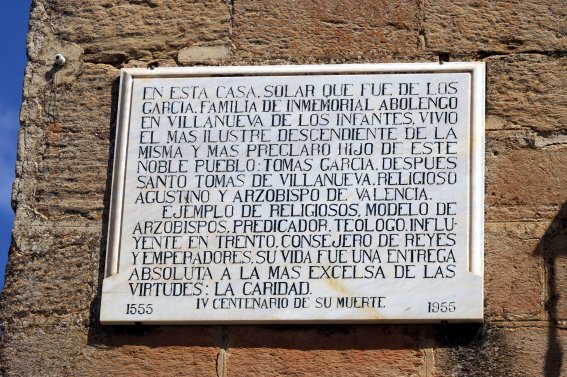 EN ESTA CASA, SOLAR QUE FUE DE LOS
GARCIA, FAMILIA DE INMEMORIAL ABOLENGO
EN VILLANUEVA DE LOS INFANTES, VIVIO
EL MAS ILUSTRE DESCENDIENTE DE LA
MISMA Y MAS PRECLARO HIJO DE ESTE
NOBLE PUEBLO: TOMAS GARCIA, DESPUES
SANTO TOMAS DE VILLANUEVA, RELIGIOSO
AGUSTINO Y ARZOBISPO DE VALENCIA.
EJEMPLO DE RELIGIOSOS, MODELO DE
ARZOBISPOS, PREDICADOR, TEÓLOGO, INFLU-
YENTE EN TRENTO, CONSEJERO DE REYES
Y EMPERADORES, SU VIDA FUE UNA ENTREGA
ABSOLUTA A LA MAS EXCELSA DE LAS
VIRTUDES: LA CARIDAD.
IV CENTENARIO DE SU MUERTE
1555 1955